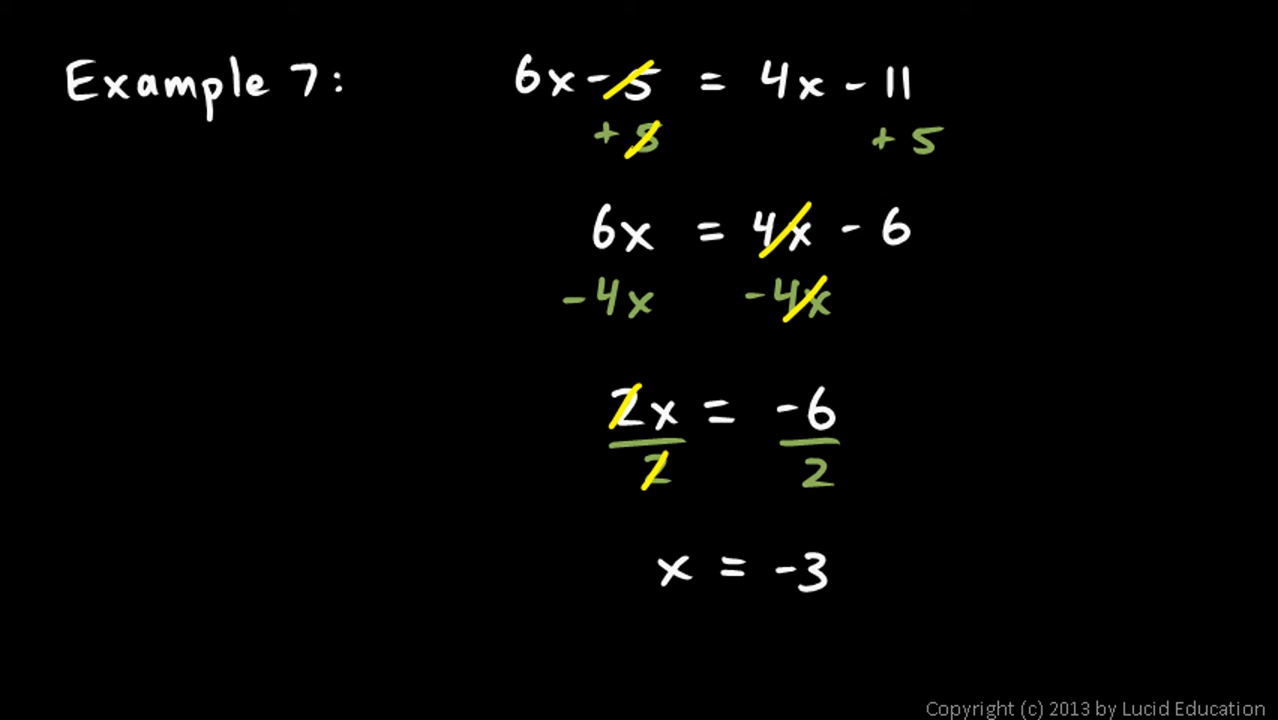 Example 7: 6x - 5 = 4x - 11
+ 5 + 5
6x = 4x - 6
- 4x - 4x
2x = -6
2 2
x = -3
Copyright (c) 2013 by Lucid Education